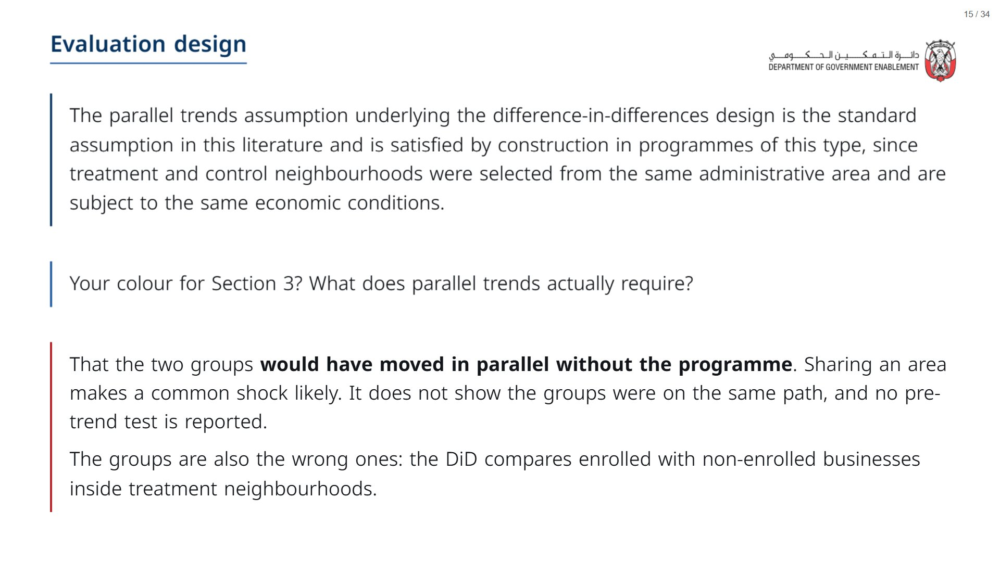 15 / 34
Evaluation design
دائرة التمكين الحكومي
DEPARTMENT OF GOVERNMENT ENABLEMENT
The parallel trends assumption underlying the difference-in-differences design is the standard
assumption in this literature and is satisfied by construction in programmes of this type, since
treatment and control neighbourhoods were selected from the same administrative area and are
subject to the same economic conditions.
Your colour for Section 3? What does parallel trends actually require?
That the two groups would have moved in parallel without the programme. Sharing an area
makes a common shock likely. It does not show the groups were on the same path, and no pre-
trend test is reported.
The groups are also the wrong ones: the DiD compares enrolled with non-enrolled businesses
inside treatment neighbourhoods.